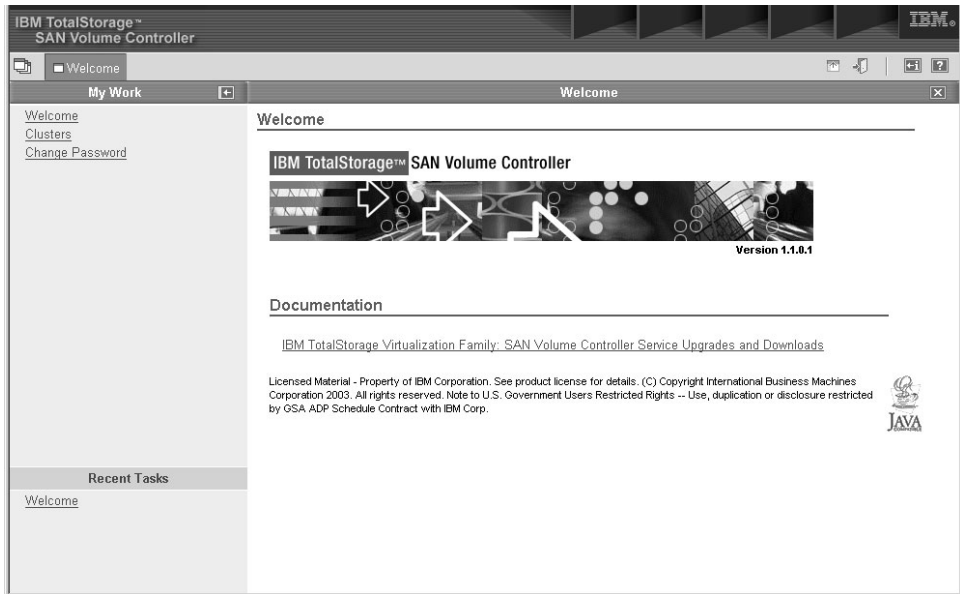 IBM TotalStorage™
SAN Volume Controller
IBM®
Welcome
My Work
Welcome
Welcome
Clusters
Change Password
Welcome
IBM TotalStorage™ SAN Volume Controller
Version 1.1.0.1
Documentation
IBM TotalStorage Virtualization Family: SAN Volume Controller Service Upgrades and Downloads
Licensed Material - Property of IBM Corporation. See product license for details. (C) Copyright International Business Machines
Corporation 2003. All rights reserved. Note to U.S. Government Users Restricted Rights -- Use, duplication or disclosure restricted
by GSA ADP Schedule Contract with IBM Corp.
JAVA
Recent Tasks
Welcome